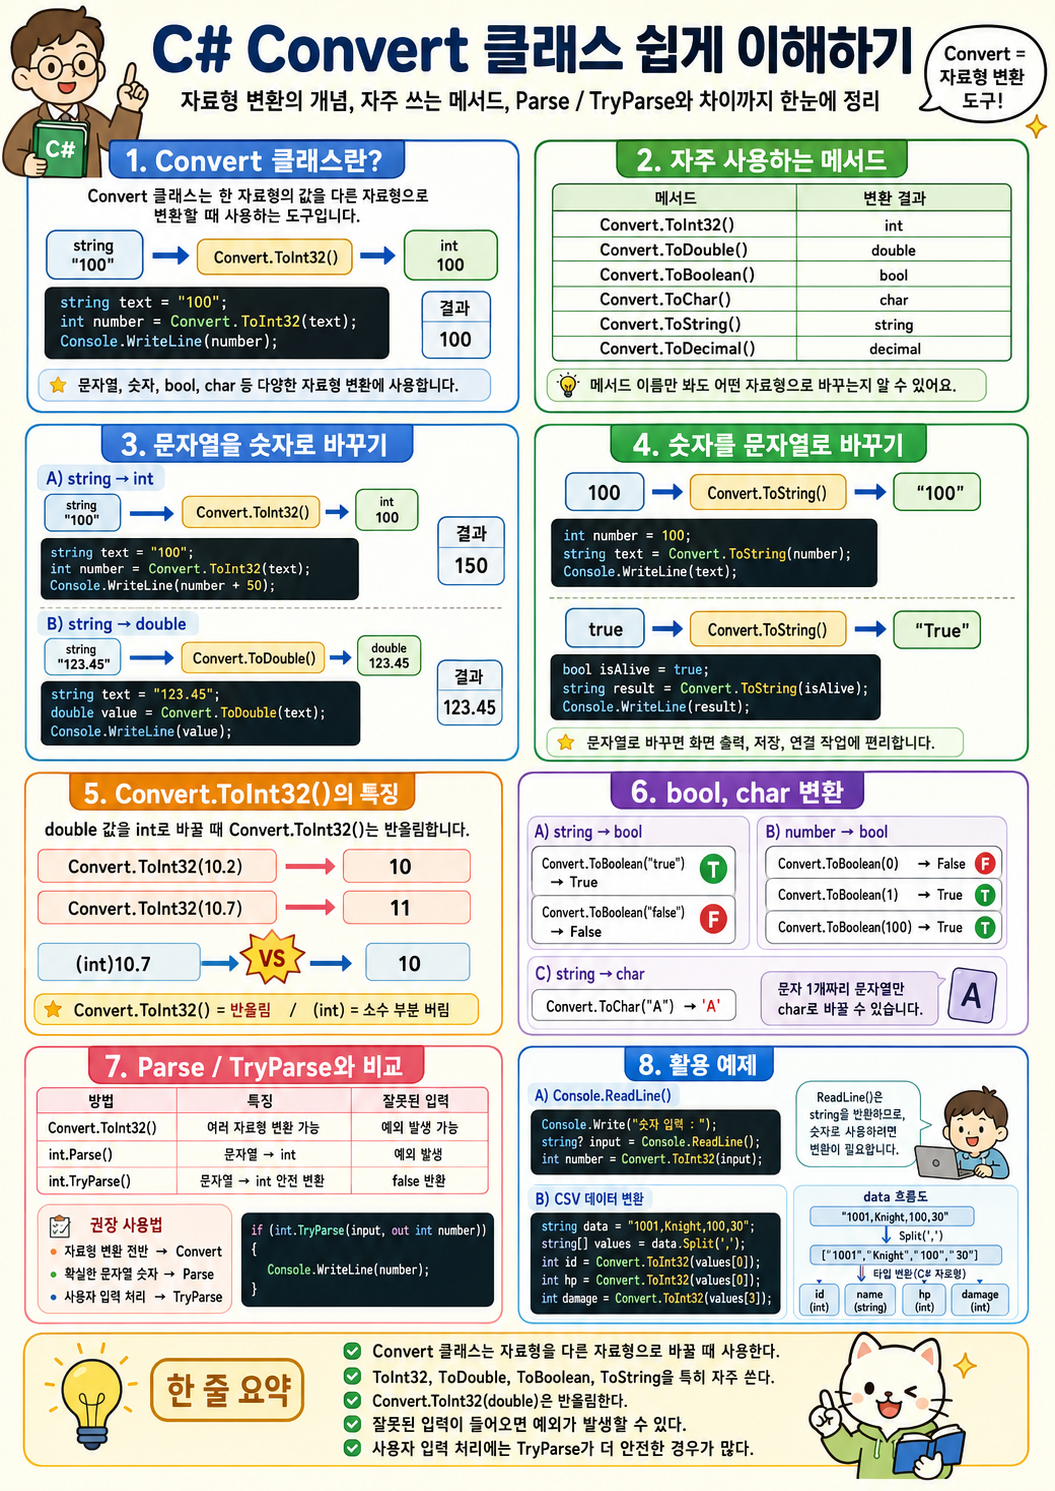 C# Convert 클래스 쉽게 이해하기
자료형 변환의 개념, 자주 쓰는 메서드, Parse / TryParse와 차이까지 한눈에 정리
Convert =
자료형 변환
도구!
C#
1. Convert 클래스란?
Convert 클래스는 한 자료형의 값을 다른 자료형으로
변환할 때 사용하는 도구입니다.
string
"100"
Convert.ToInt32()
int
100
string text = "100";
int number = Convert.ToInt32(text);
Console.WriteLine(number);
결과
100
문자열, 숫자, bool, char 등 다양한 자료형 변환에 사용합니다.
2. 자주 사용하는 메서드
메서드 변환 결과
Convert.ToInt32() int
Convert.ToDouble() double
Convert.ToBoolean() bool
Convert.ToChar() char
Convert.ToString() string
Convert.ToDecimal() decimal
메서드 이름만 봐도 어떤 자료형으로 바꾸는지 알 수 있어요.
3. 문자열을 숫자로 바꾸기
A) string → int
string
"100"
Convert.ToInt32()
int
100
string text = "100";
int number = Convert.ToInt32(text);
Console.WriteLine(number + 50);
결과
150
B) string → double
string
"123.45"
Convert.ToDouble()
double
123.45
string text = "123.45";
double value = Convert.ToDouble(text);
Console.WriteLine(value);
결과
123.45
4. 숫자를 문자열로 바꾸기
100 Convert.ToString() "100"
int number = 100;
string text = Convert.ToString(number);
Console.WriteLine(text);
true Convert.ToString() "True"
bool isAlive = true;
string result = Convert.ToString(isAlive);
Console.WriteLine(result);
문자열로 바꾸면 화면 출력, 저장, 연결 작업에 편리합니다.
5. Convert.ToInt32()의 특징
double 값을 int로 바꿀 때 Convert.ToInt32()는 반올림합니다.
Convert.ToInt32(10.2) 10
Convert.ToInt32(10.7) 11
(int)10.7 VS 10
Convert.ToInt32() = 반올림 / (int) = 소수 부분 버림
6. bool, char 변환
A) string → bool
Convert.ToBoolean("true")
→ True
T
Convert.ToBoolean("false")
→ False
F
B) number → bool
Convert.ToBoolean(0) → False F
Convert.ToBoolean(1) → True T
Convert.ToBoolean(100) → True T
C) string → char
Convert.ToChar("A") → 'A'
문자 1개짜리 문자열만
char로 바꿀 수 있습니다.
A
7. Parse / TryParse와 비교
방법 특징 잘못된 입력
Convert.ToInt32() 여러 자료형 변환 가능 예외 발생 가능
int.Parse() 문자열 → int 예외 발생
int.TryParse() 문자열 → int 안전 변환 false 반환
권장 사용법
자료형 변환 전반 → Convert
확실한 문자열 숫자 → Parse
사용자 입력 처리 → TryParse
if (int.TryParse(input, out int number))
{
Console.WriteLine(number);
}
8. 활용 예제
A) Console.ReadLine()
Console.Write("숫자 입력 : ");
string? input = Console.ReadLine();
int number = Convert.ToInt32(input);
ReadLine()은
string을 반환하므로,
숫자로 사용하려면
변환이 필요합니다.
B) CSV 데이터 변환
string data = "1001,Knight,100,30";
string[] values = data.Split(',');
int id = Convert.ToInt32(values[0]);
int hp = Convert.ToInt32(values[0]);
int damage = Convert.ToInt32(values[3]);
data 흐름도
"1001,Knight,100,30"
Split(',')
["1001","Knight","100","30"]
타입 변환(C# 자로형)
id
(int)
name
(string)
hp
(int)
damage
(int)
한 줄 요약
Convert 클래스는 자료형을 다른 자료형으로 바꿀 때 사용한다.
ToInt32, ToDouble, ToBoolean, ToString을 특히 자주 쓴다.
Convert.ToInt32(double)은 반올림한다.
잘못된 입력이 들어오면 예외가 발생할 수 있다.
사용자 입력 처리에는 TryParse가 더 안전한 경우가 많다.